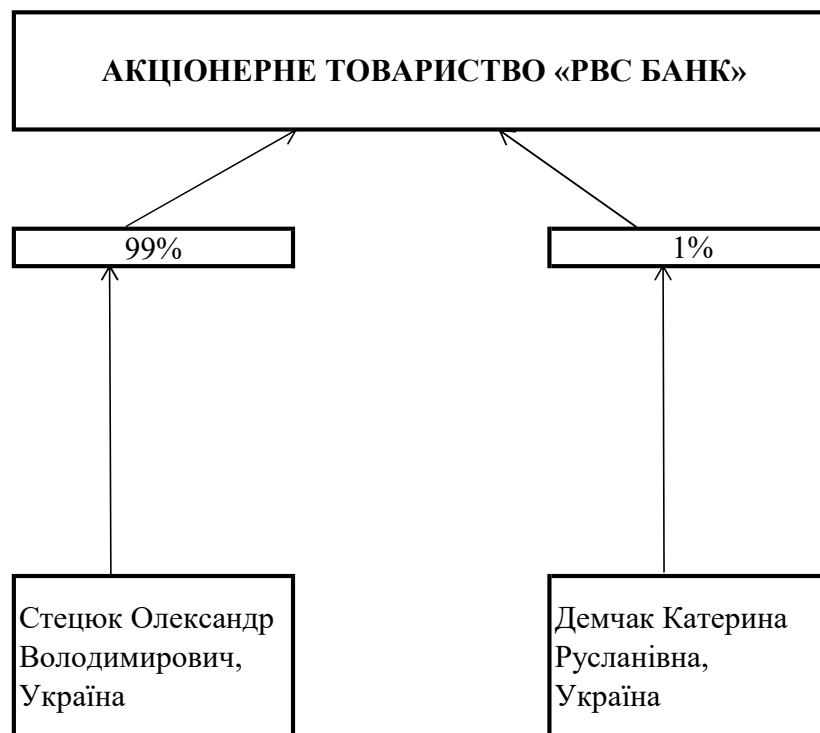 АКЦІОНЕРНЕ ТОВАРИСТВО «РВС БАНК»
99%
1%
Стецюк Олександр
Володимирович,
Україна
Демчак Катерина
Русланівна,
Україна